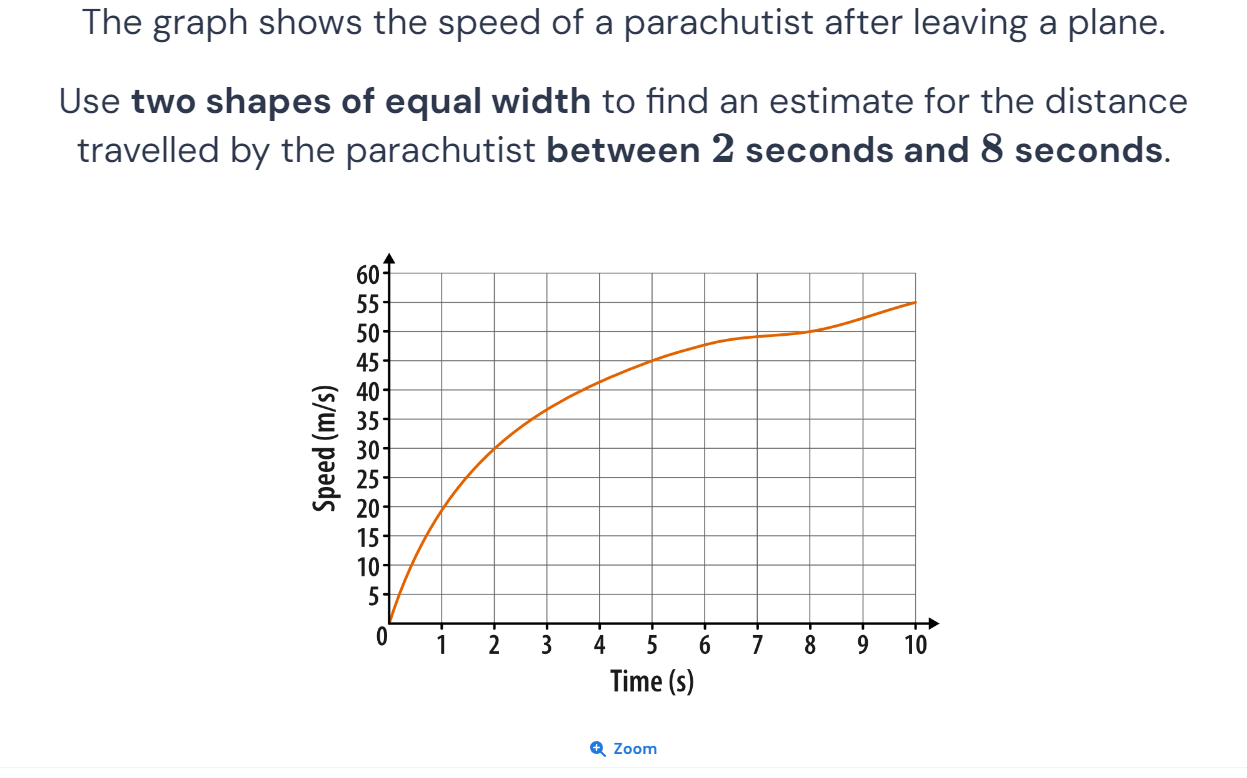 The graph shows the speed of a parachutist after leaving a plane.
Use two shapes of equal width to find an estimate for the distance
travelled by the parachutist between 2 seconds and 8 seconds.
60
55
50
45
40
35
30
25
20
15
10
5
Speed (m/s)
0 1 2 3 4 5 6 7 8 9 10
Time (s)
Zoom